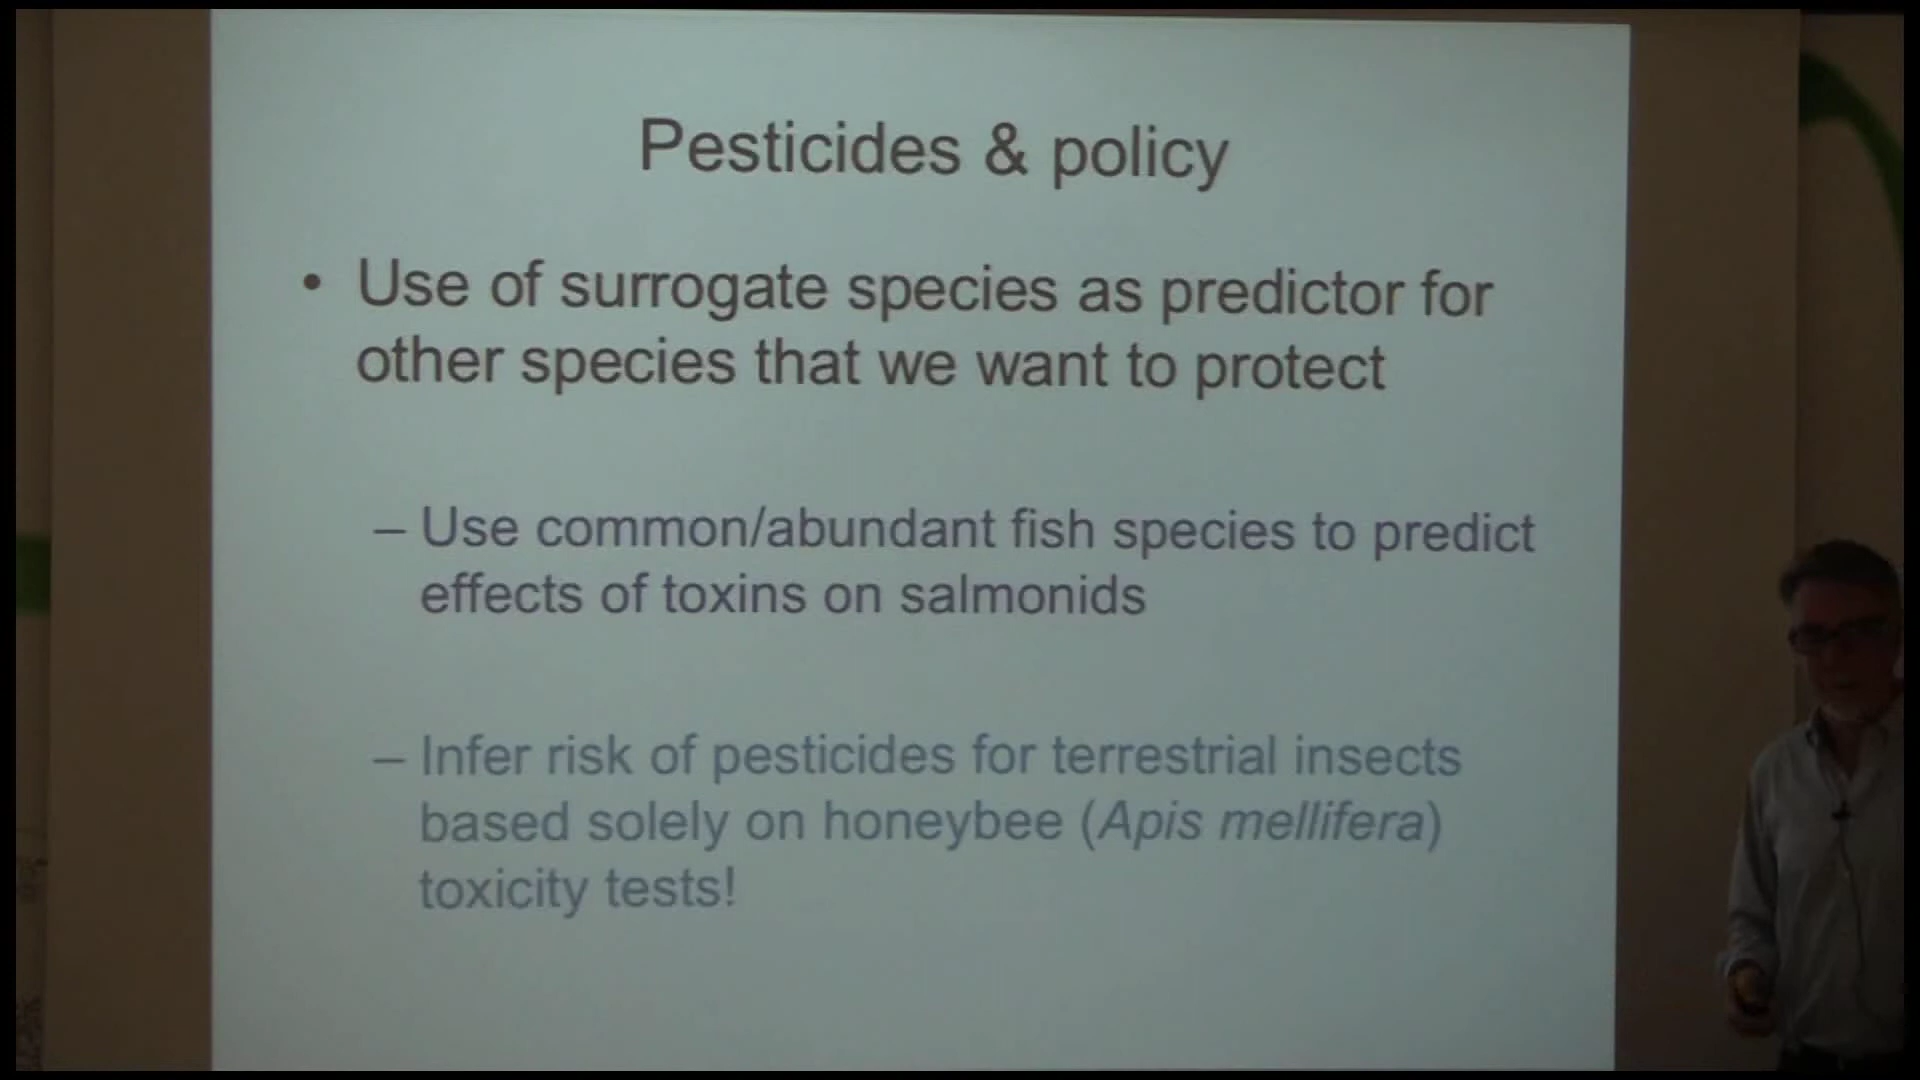 Pesticides & policy
• Use of surrogate species as predictor for
other species that we want to protect
– Use common/abundant fish species to predict
effects of toxins on salmonids
– Infer risk of pesticides for terrestrial insects
based solely on honeybee (Apis mellifera)
toxicity tests!